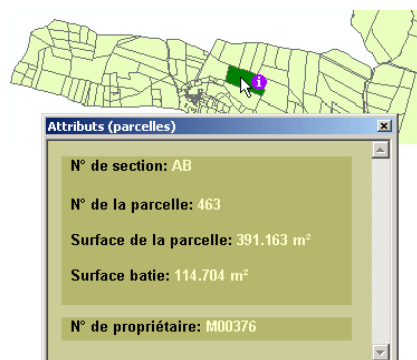 Attributs (parcelles)
N° de section: AB
N° de la parcelle: 463
Surface de la parcelle: 391.163 m²
Surface batie: 114.704 m²
N° de propriétaire: M00376